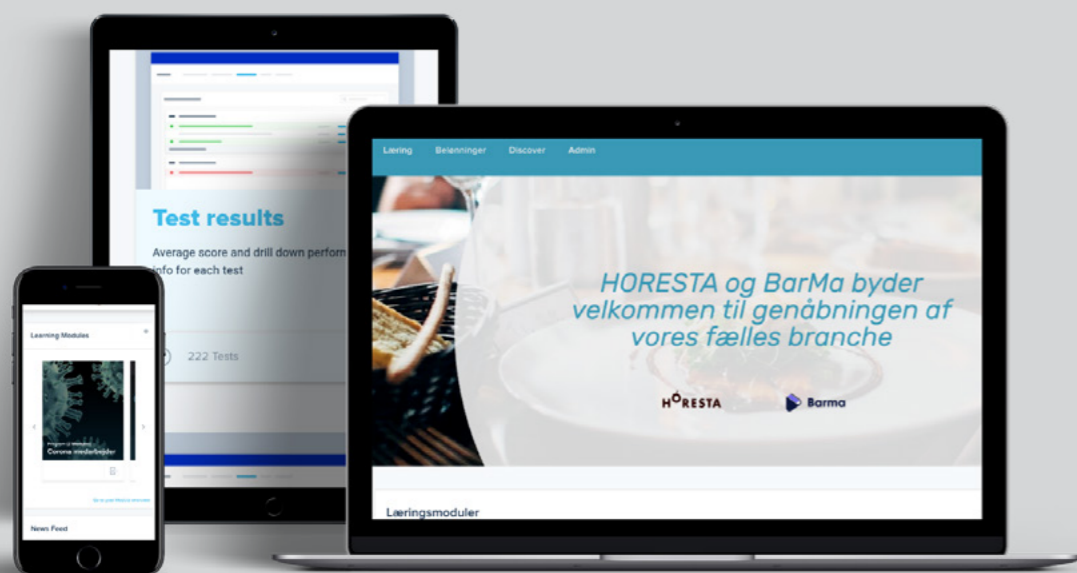 Test results
Average score and drill down perform
info for each test
222 Tests
Learning Modules
Corona medarbejder
News Feed
Læring Belønninger Discover Admin
HORESTA og BarMa byder
velkommen til genåbningen af
vores fælles branche
HORESTA Barma
Læringsmoduler